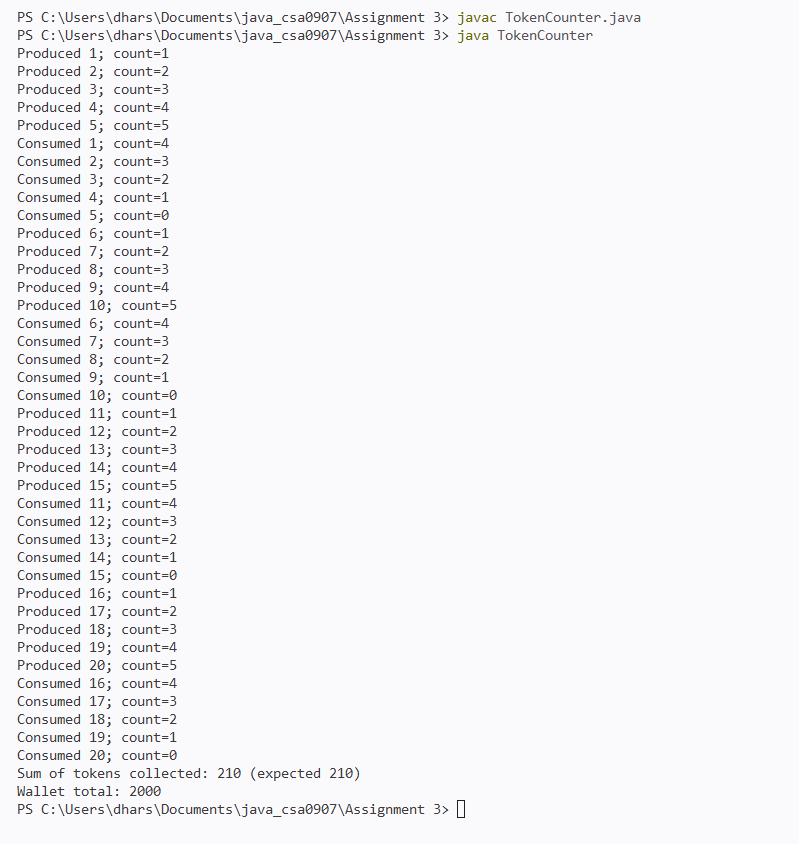 PS C:\Users\dhars\Documents\java_csa0907\Assignment 3> javac TokenCounter.java
PS C:\Users\dhars\Documents\java_csa0907\Assignment 3> java TokenCounter
Produced 1; count=1
Produced 2; count=2
Produced 3; count=3
Produced 4; count=4
Produced 5; count=5
Consumed 1; count=4
Consumed 2; count=3
Consumed 3; count=2
Consumed 4; count=1
Consumed 5; count=0
Produced 6; count=1
Produced 7; count=2
Produced 8; count=3
Produced 9; count=4
Produced 10; count=5
Consumed 6; count=4
Consumed 7; count=3
Consumed 8; count=2
Consumed 9; count=1
Consumed 10; count=0
Produced 11; count=1
Produced 12; count=2
Produced 13; count=3
Produced 14; count=4
Produced 15; count=5
Consumed 11; count=4
Consumed 12; count=3
Consumed 13; count=2
Consumed 14; count=1
Consumed 15; count=0
Produced 16; count=1
Produced 17; count=2
Produced 18; count=3
Produced 19; count=4
Produced 20; count=5
Consumed 16; count=4
Consumed 17; count=3
Consumed 18; count=2
Consumed 19; count=1
Consumed 20; count=0
Sum of tokens collected: 210 (expected 210)
Wallet total: 2000
PS C:\Users\dhars\Documents\java_csa0907\Assignment 3>